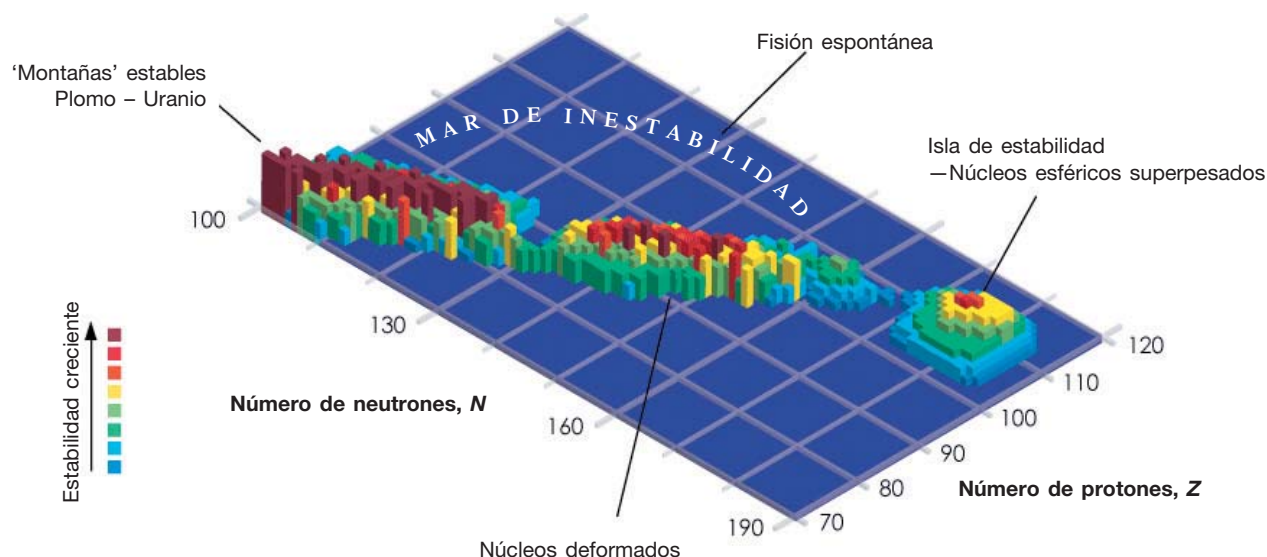 Fisión espontánea
'Montañas' estables
Plomo – Uranio
MAR DE INESTABILIDAD
Isla de estabilidad
—Núcleos esféricos superpesados
100
130
160
190
Número de neutrones, N
120
110
100
90
80
70
Número de protones, Z
Estabilidad creciente
Núcleos deformados